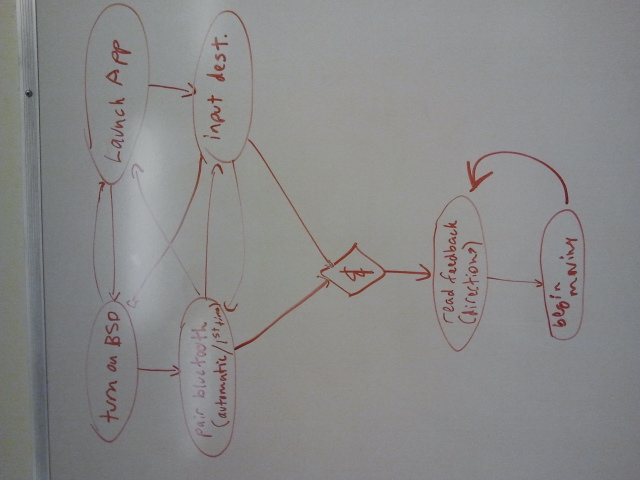 turn on BSD
Launch App
pair bluetooth
(automatic/1st time)
input dest.
&
read feedback
(directions)
begin
moving